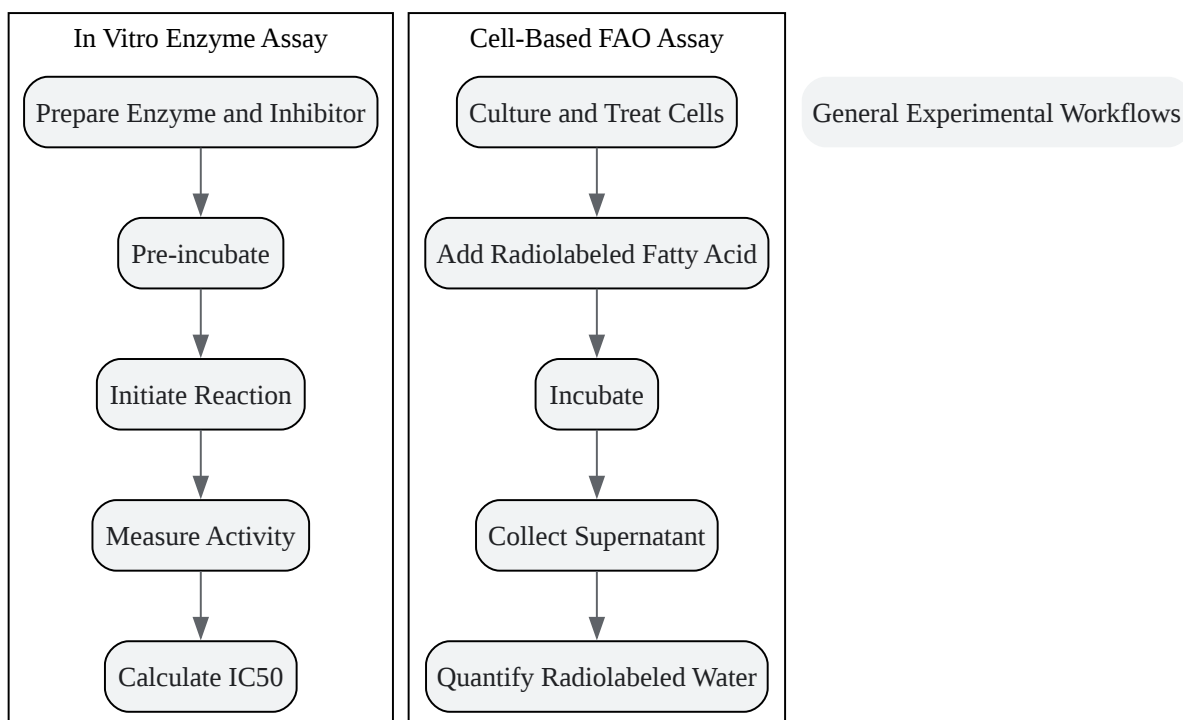 In Vitro Enzyme Assay
Prepare Enzyme and Inhibitor
Pre-incubate
Initiate Reaction
Measure Activity
Calculate IC50
Cell-Based FAO Assay
Culture and Treat Cells
Add Radiolabeled Fatty Acid
Incubate
Collect Supernatant
Quantify Radiolabeled Water
General Experimental Workflows